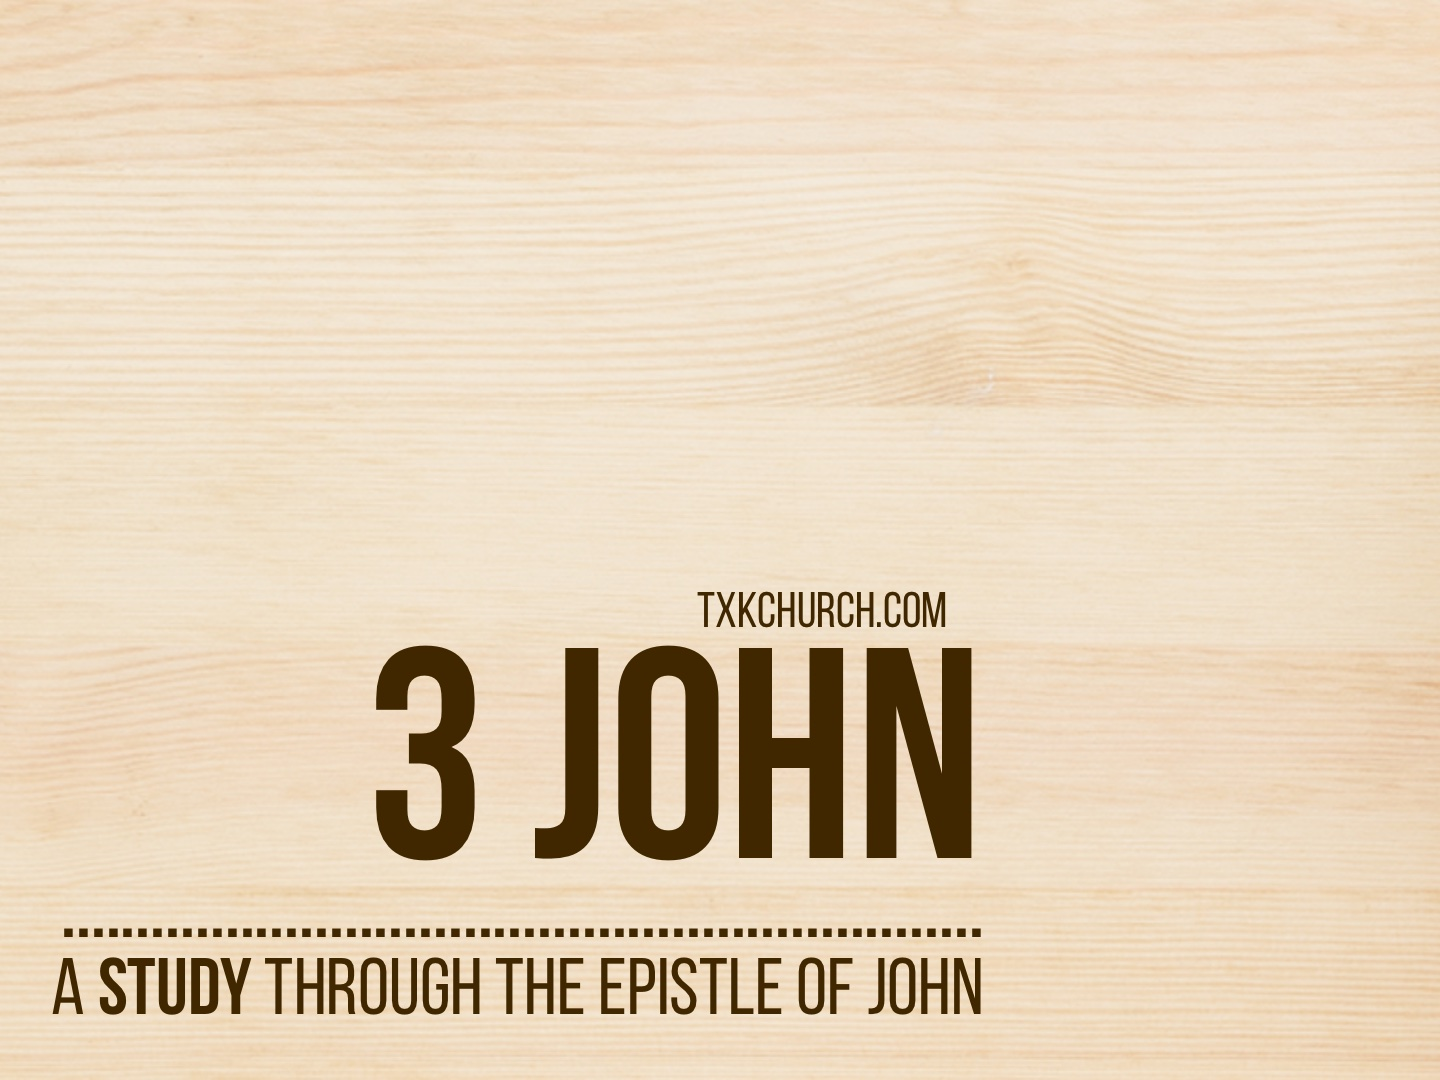 TXKCHURCH.COM
3 JOHN
A STUDY THROUGH THE EPISTLE OF JOHN